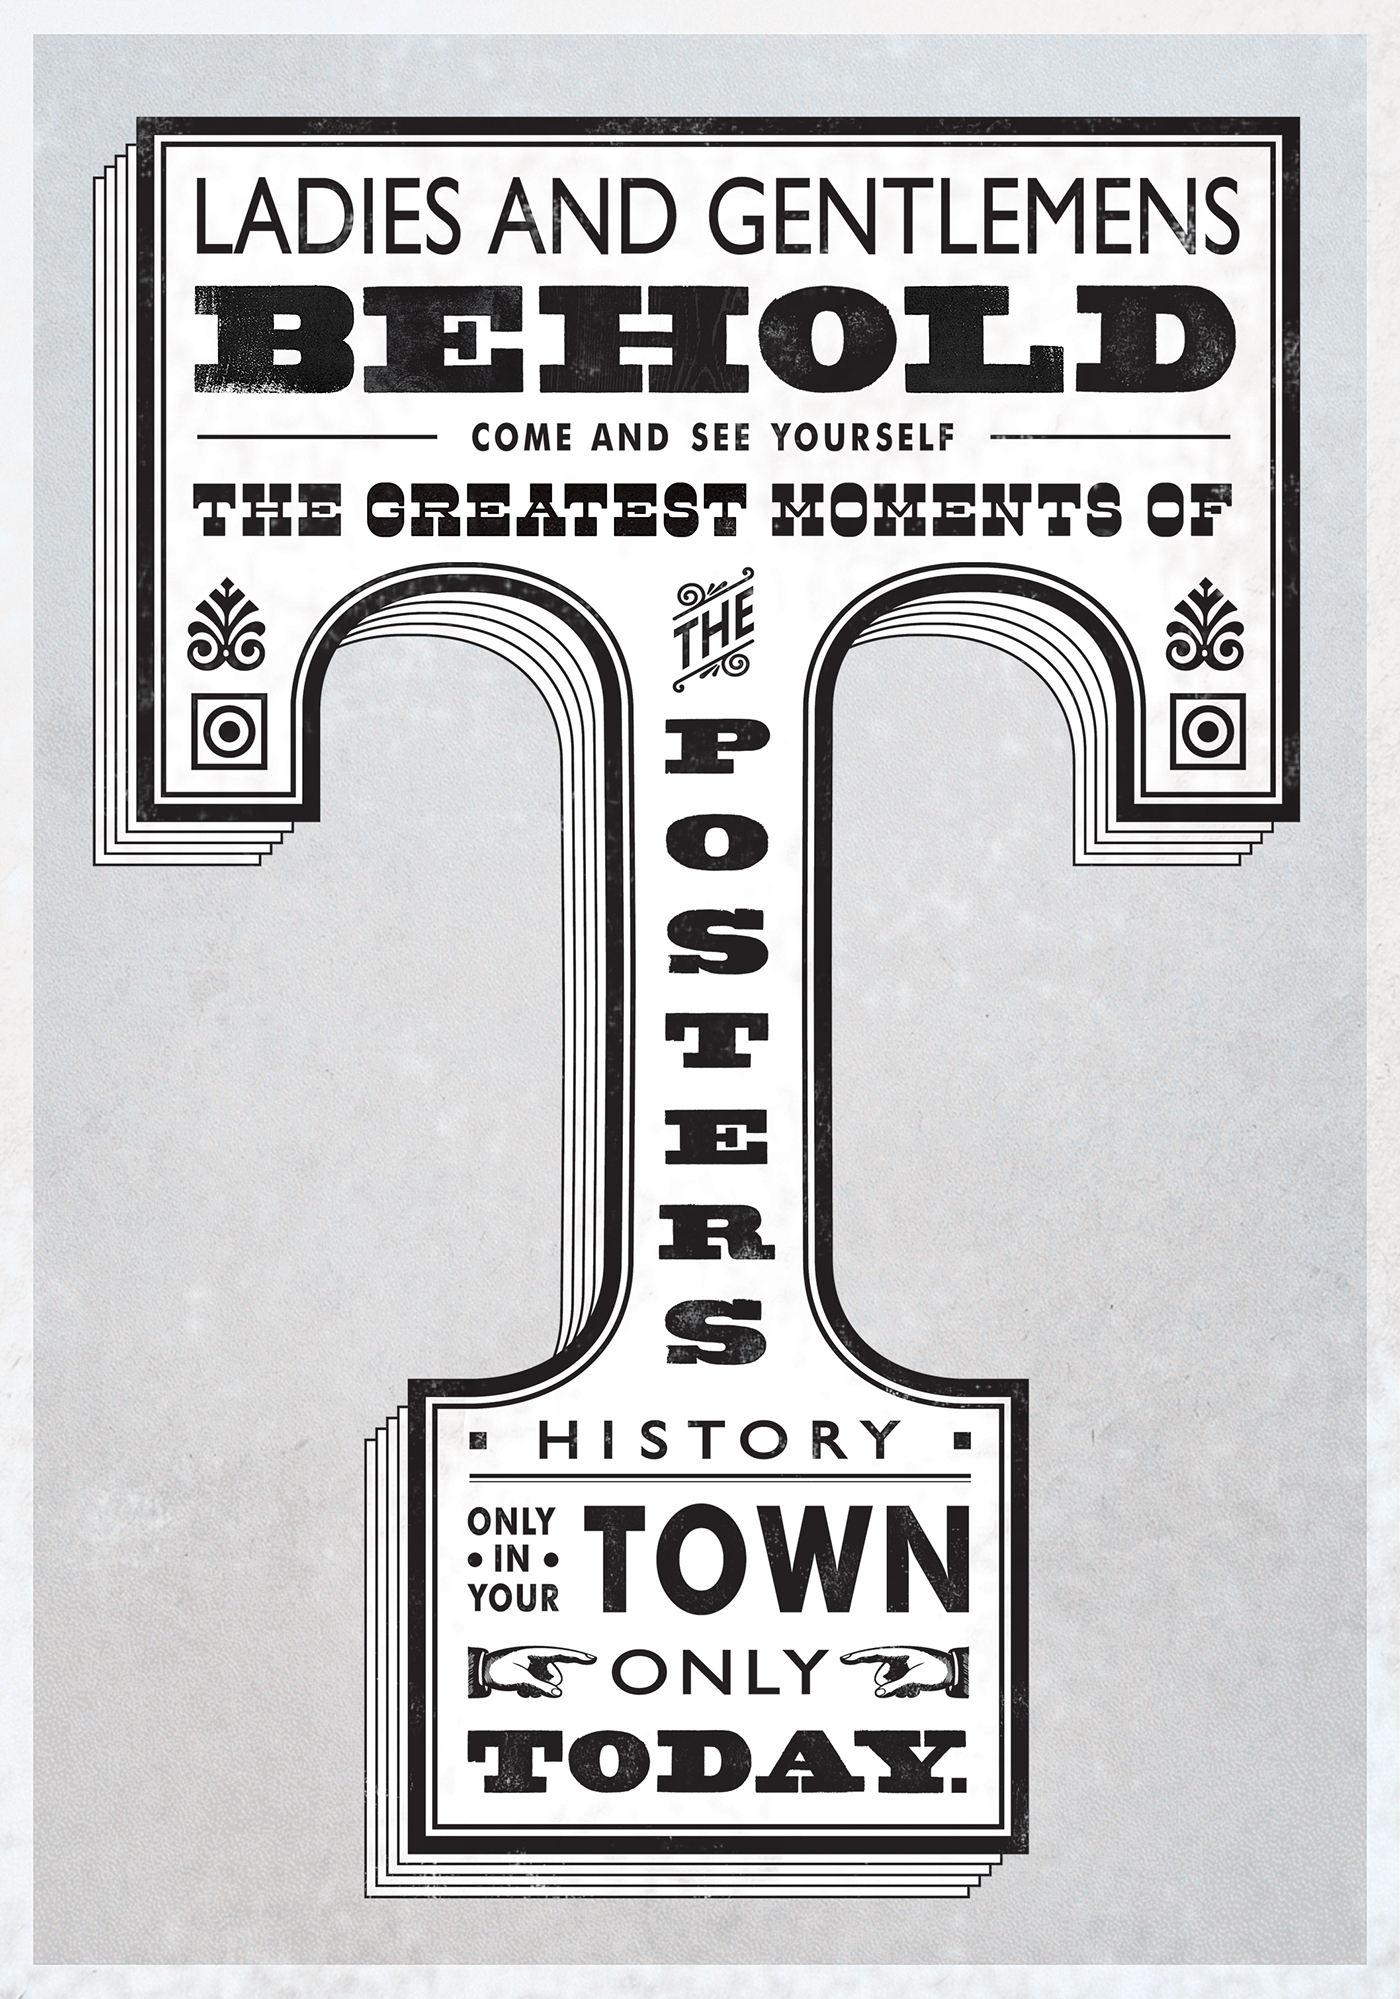 LADIES AND GENTLEMENS
BEHOLD
COME AND SEE YOURSELF
THE GREATEST MOMENTS OF
THE
POSTERS
HISTORY
ONLY
• IN •
YOUR
TOWN
ONLY
TODAY.